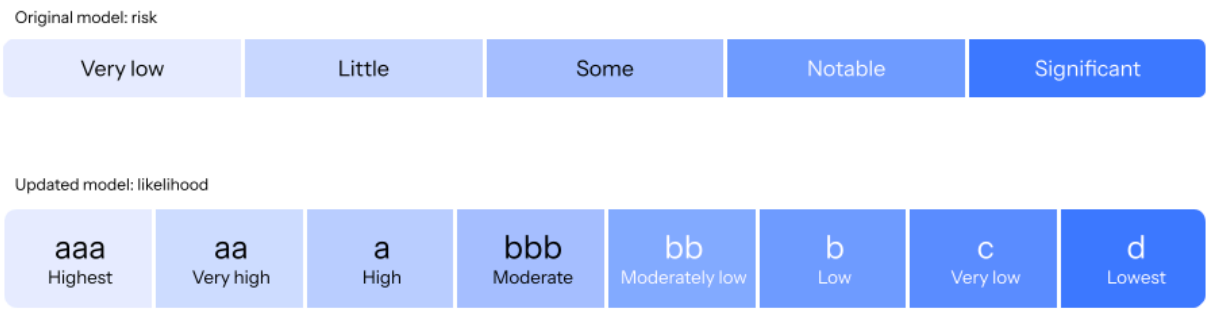 Original model: risk
Very low Little Some Notable Significant
Updated model: likelihood
aaa aa a bbb bb b c d
Highest Very high High Moderate Moderately low Low Very low Lowest